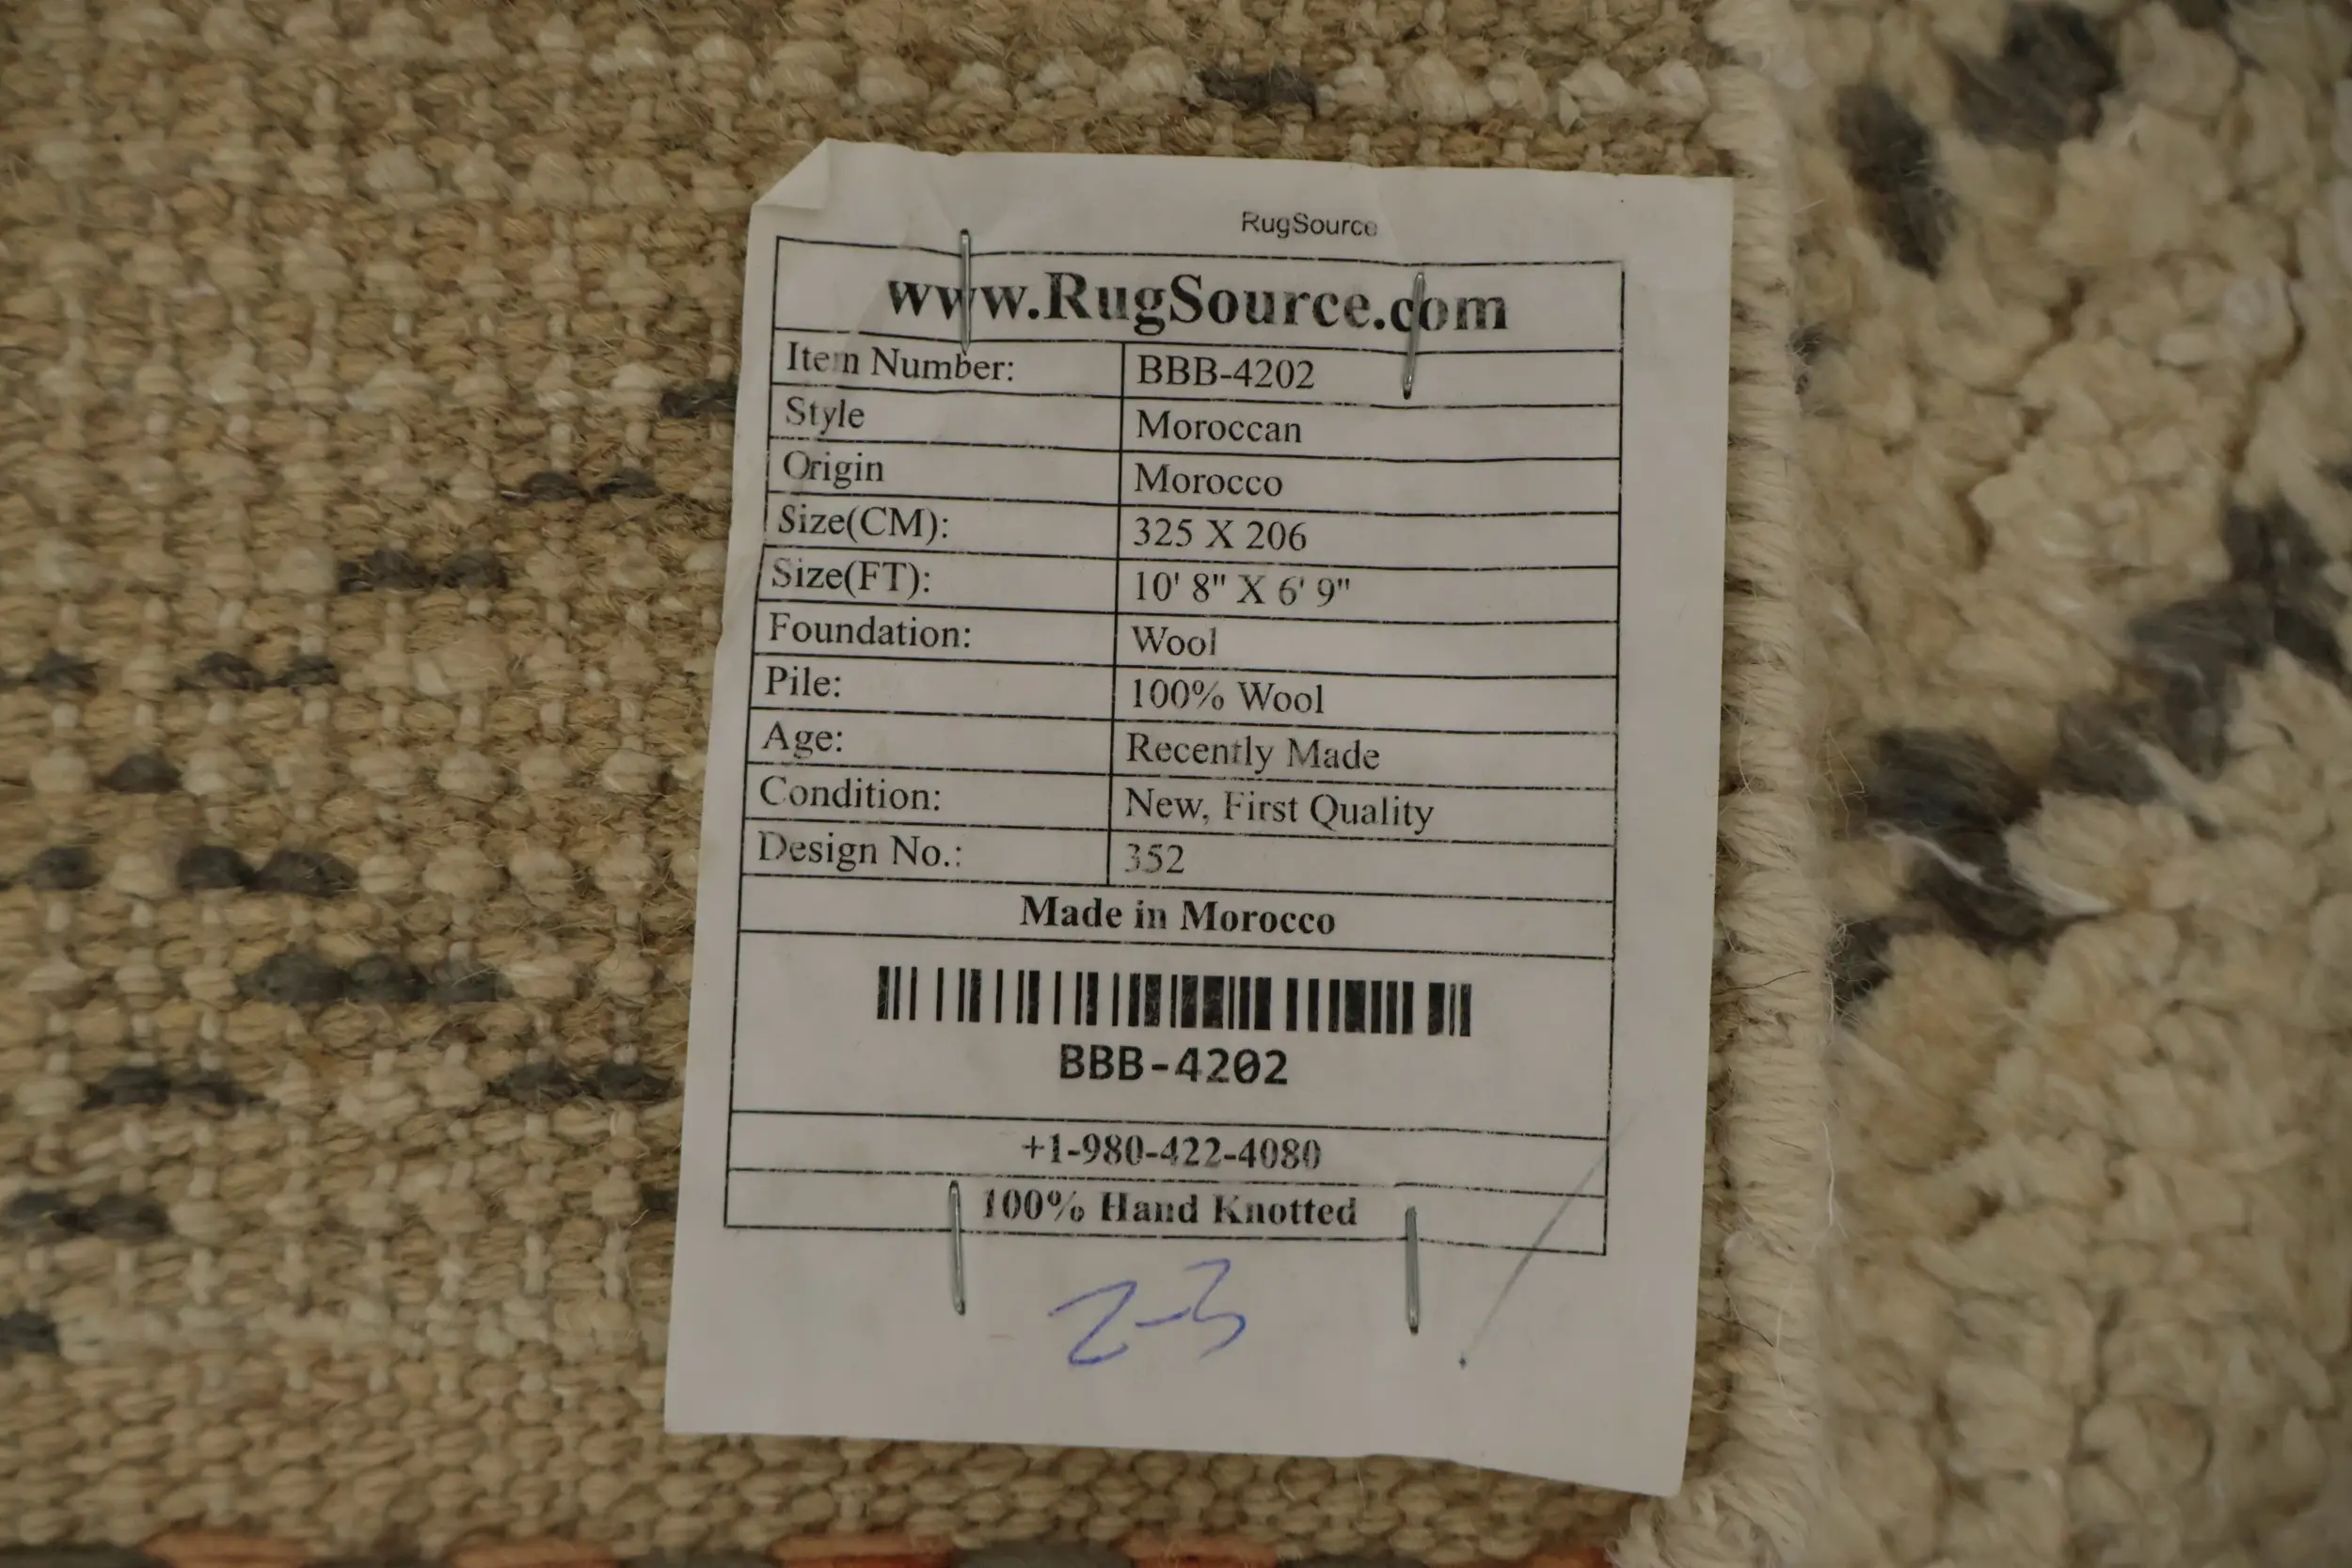 RugSource
www.RugSource.com
Item Number: BBB-4202
Style Moroccan
Origin Morocco
Size(CM): 325 X 206
Size(FT): 10' 8" X 6' 9"
Foundation: Wool
Pile: 100% Wool
Age: Recently Made
Condition: New, First Quality
Design No.: 352
Made in Morocco
BBB-4202
+1-980-422-4080
100% Hand Knotted
2-3